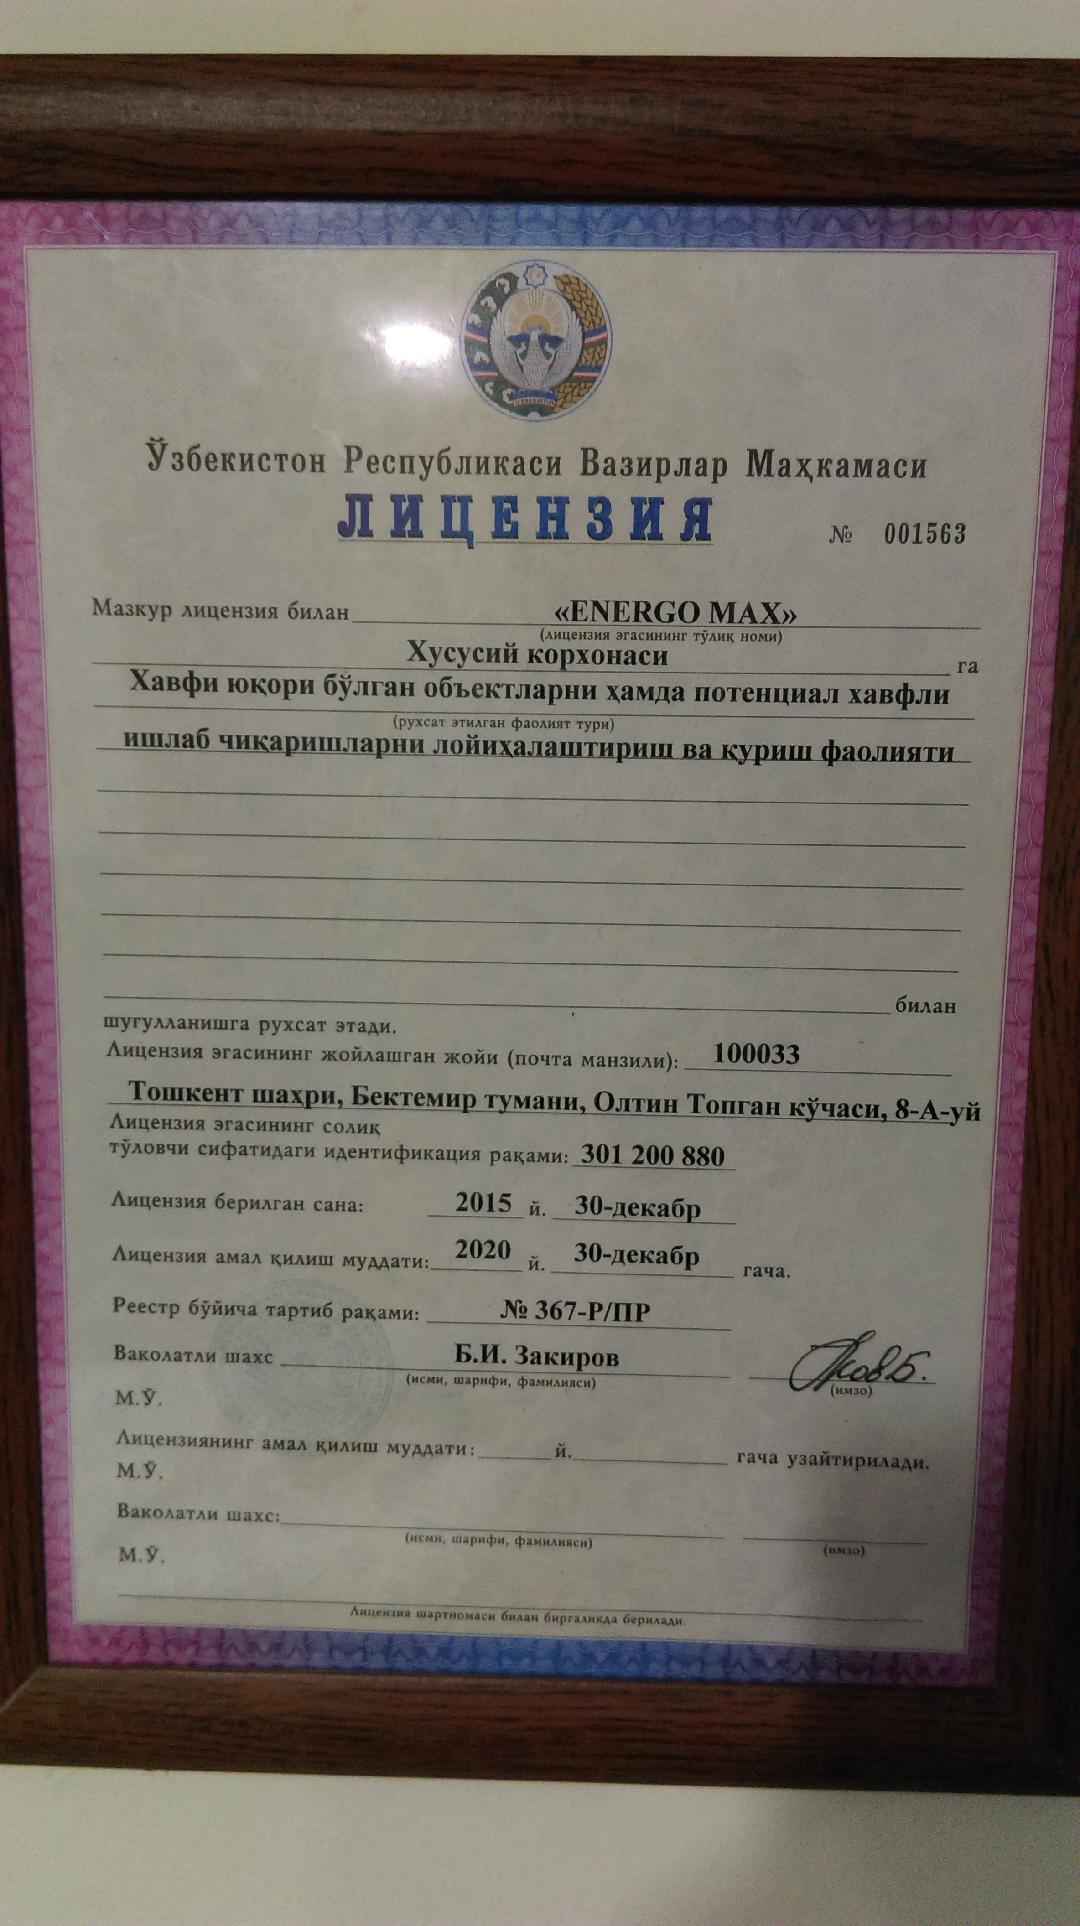 Ўзбекистон Республикаси Вазирлар Маҳкамаси
ЛИЦЕНЗИЯ
№ 001563
Мазкур лицензия билан «ENERGO MAX»
(лицензия эгасининг тўлиқ номи)
Хусусий корхонаси га
Хавфи юқори бўлган объектларни ҳамда потенциал хавфли
(рухсат этилган фаолият тури)
ишлаб чиқаришларни лойиҳалаштириш ва қуриш фаолияти
билан
шуғулланишга рухсат этади.
Лицензия эгасининг жойлашган жойи (почта манзили): 100033
Тошкент шаҳри, Бектемир тумани, Олтин Топган кўчаси, 8-А-уй
Лицензия эгасининг солиқ
тўловчи сифатидаги идентификация рақами: 301 200 880
Лицензия берилган сана: 2015 й. 30-декабр
Лицензия амал қилиш муддати: 2020 й. 30-декабр гача.
Реестр бўйича тартиб рақами: № 367-Р/ПР
Ваколатли шахс Б.И. Закиров
(исми, шарифи, фамилияси) (имзо)
М.Ў.
Лицензиянинг амал қилиш муддати: й. гача узайтирилади.
М.Ў.
Ваколатли шахс:
(исми, шарифи, фамилияси) (имзо)
М.Ў.
Лицензия шартномаси билан биргаликда берилади.